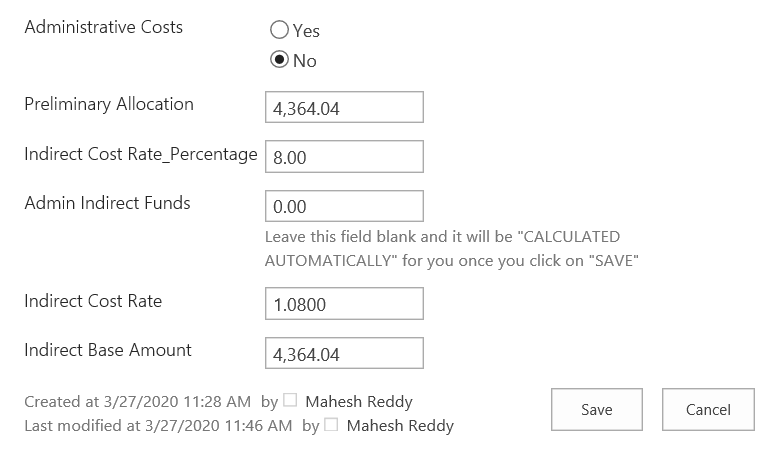 Administrative Costs
Yes
No
Preliminary Allocation 4,364.04
Indirect Cost Rate_Percentage 8.00
Admin Indirect Funds 0.00
Leave this field blank and it will be "CALCULATED
AUTOMATICALLY" for you once you click on "SAVE"
Indirect Cost Rate 1.0800
Indirect Base Amount 4,364.04
Created at 3/27/2020 11:28 AM by Mahesh Reddy
Last modified at 3/27/2020 11:46 AM by Mahesh Reddy
Save Cancel